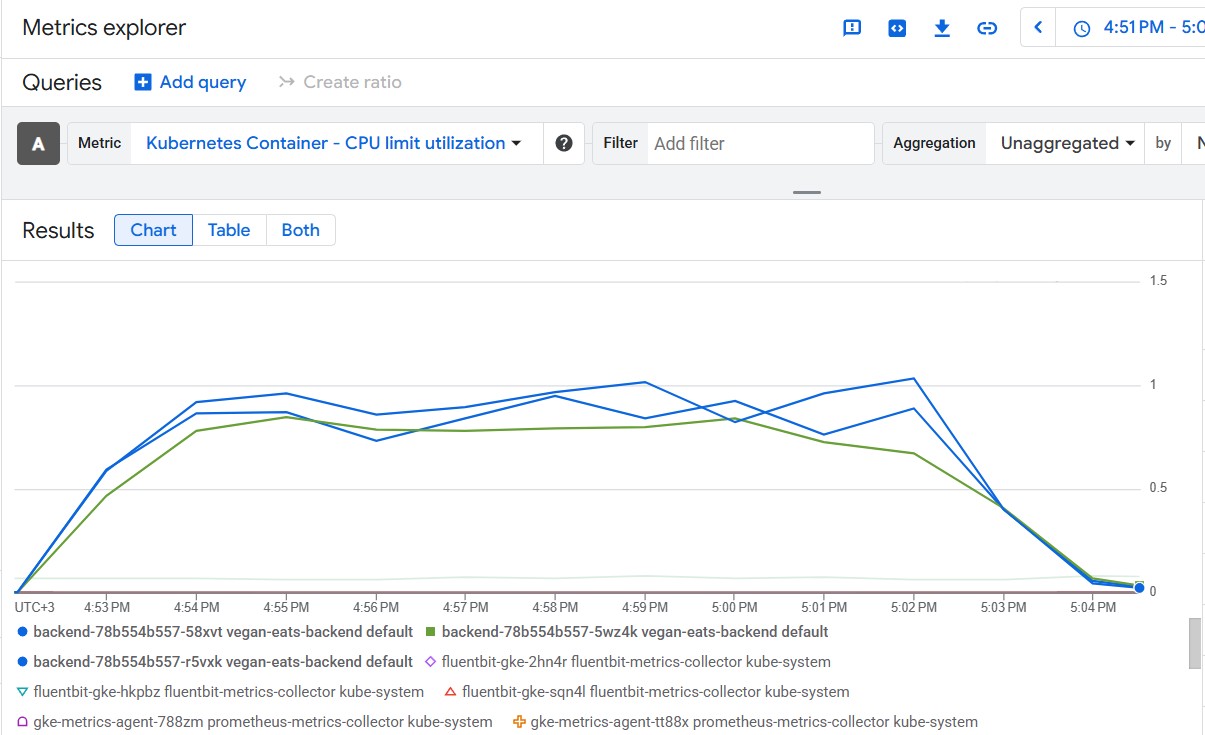 Metrics explorer
4:51 PM - 5:0
Queries Add query Create ratio
A Metric Kubernetes Container - CPU limit utilization Filter Add filter Aggregation Unaggregated by N
Results Chart Table Both
1.5
1
0.5
0
UTC+3 4:53 PM 4:54 PM 4:55 PM 4:56 PM 4:57 PM 4:58 PM 4:59 PM 5:00 PM 5:01 PM 5:02 PM 5:03 PM 5:04 PM
backend-78b554b557-58xvt vegan-eats-backend default backend-78b554b557-5wz4k vegan-eats-backend default
backend-78b554b557-r5vxk vegan-eats-backend default fluentbit-gke-2hn4r fluentbit-metrics-collector kube-system
fluentbit-gke-hkpbz fluentbit-metrics-collector kube-system fluentbit-gke-sqn4l fluentbit-metrics-collector kube-system
gke-metrics-agent-788zm prometheus-metrics-collector kube-system gke-metrics-agent-tt88x prometheus-metrics-collector kube-system